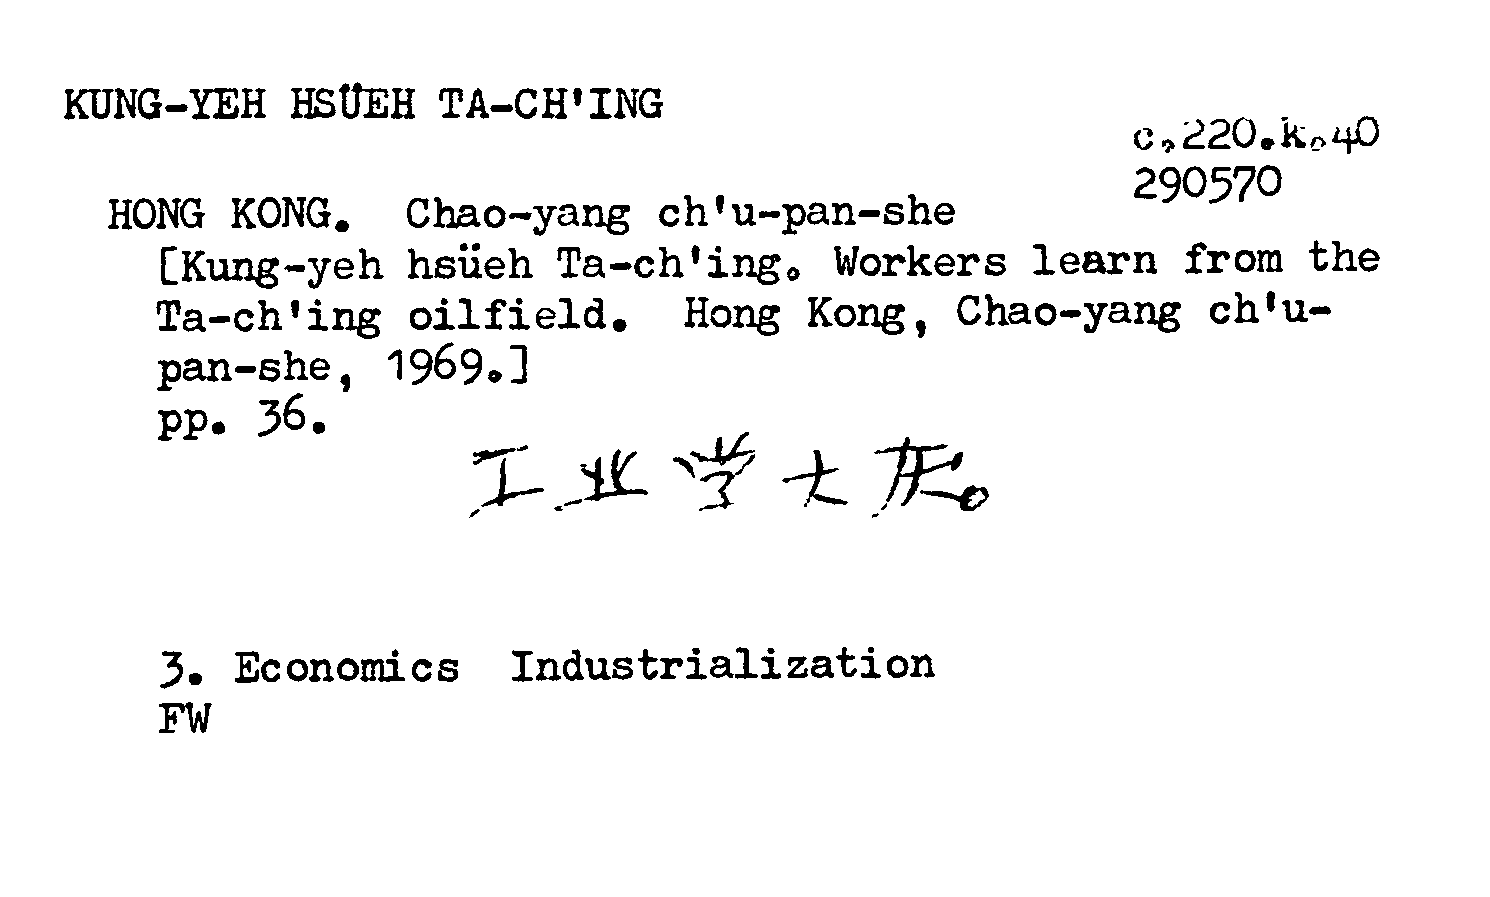 KUNG-YEH HSÜEH TA-CH'ING
c.220.k.40
290570
HONG KONG. Chao-yang ch'u-pan-she
[Kung-yeh hsüeh Ta-ch'ing. Workers learn from the
Ta-ch'ing oilfield. Hong Kong, Chao-yang ch'u-
pan-she, 1969.]
pp. 36.
工业学大庆。
3. Economics Industrialization
FW